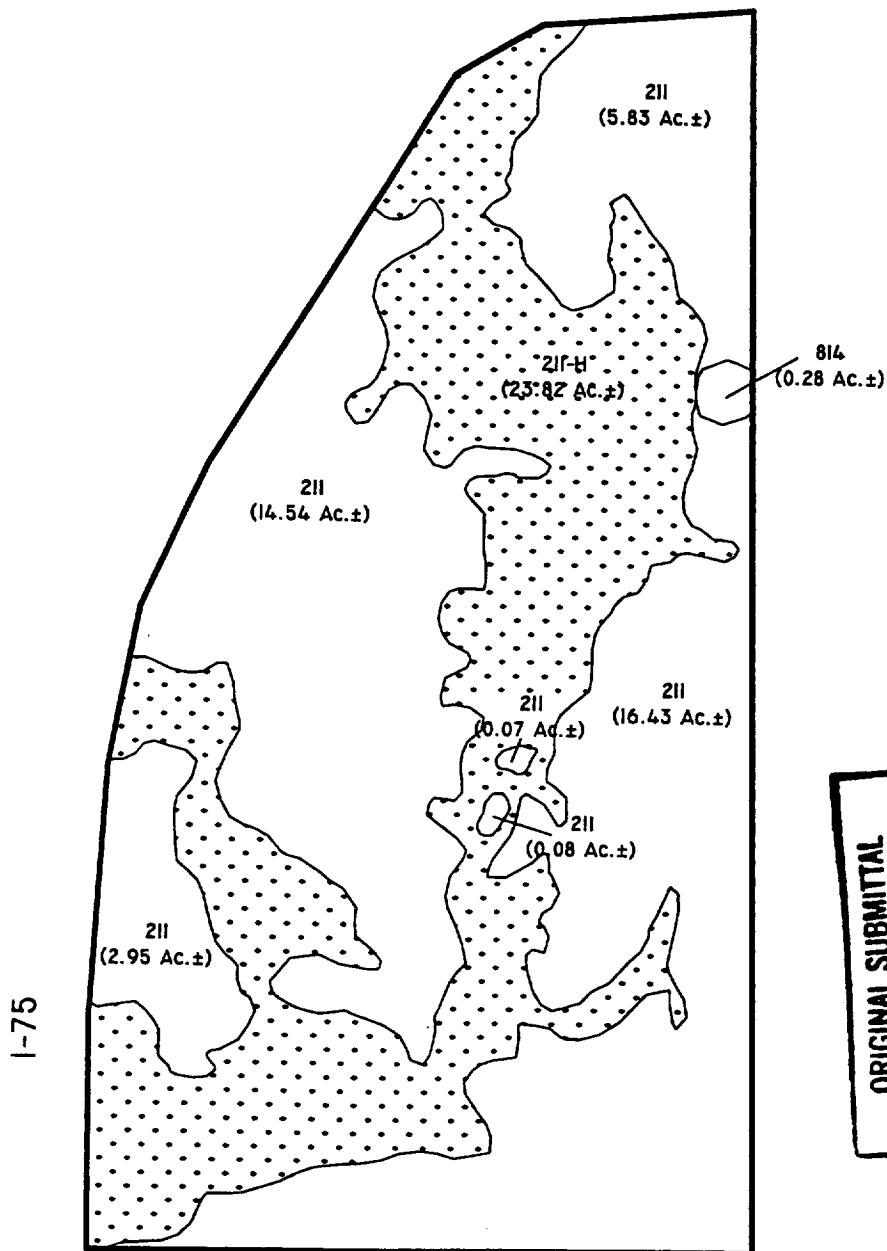 211
(5.83 Ac.±)
211-H
(23.82 Ac.±)
814
(0.28 Ac.±)
211
(14.54 Ac.±)
211
(16.43 Ac.±)
211
(0.07 Ac.±)
211
(0.08 Ac.±)
211
(2.95 Ac.±)
I-75
ORIGINAL SUBMITTAL